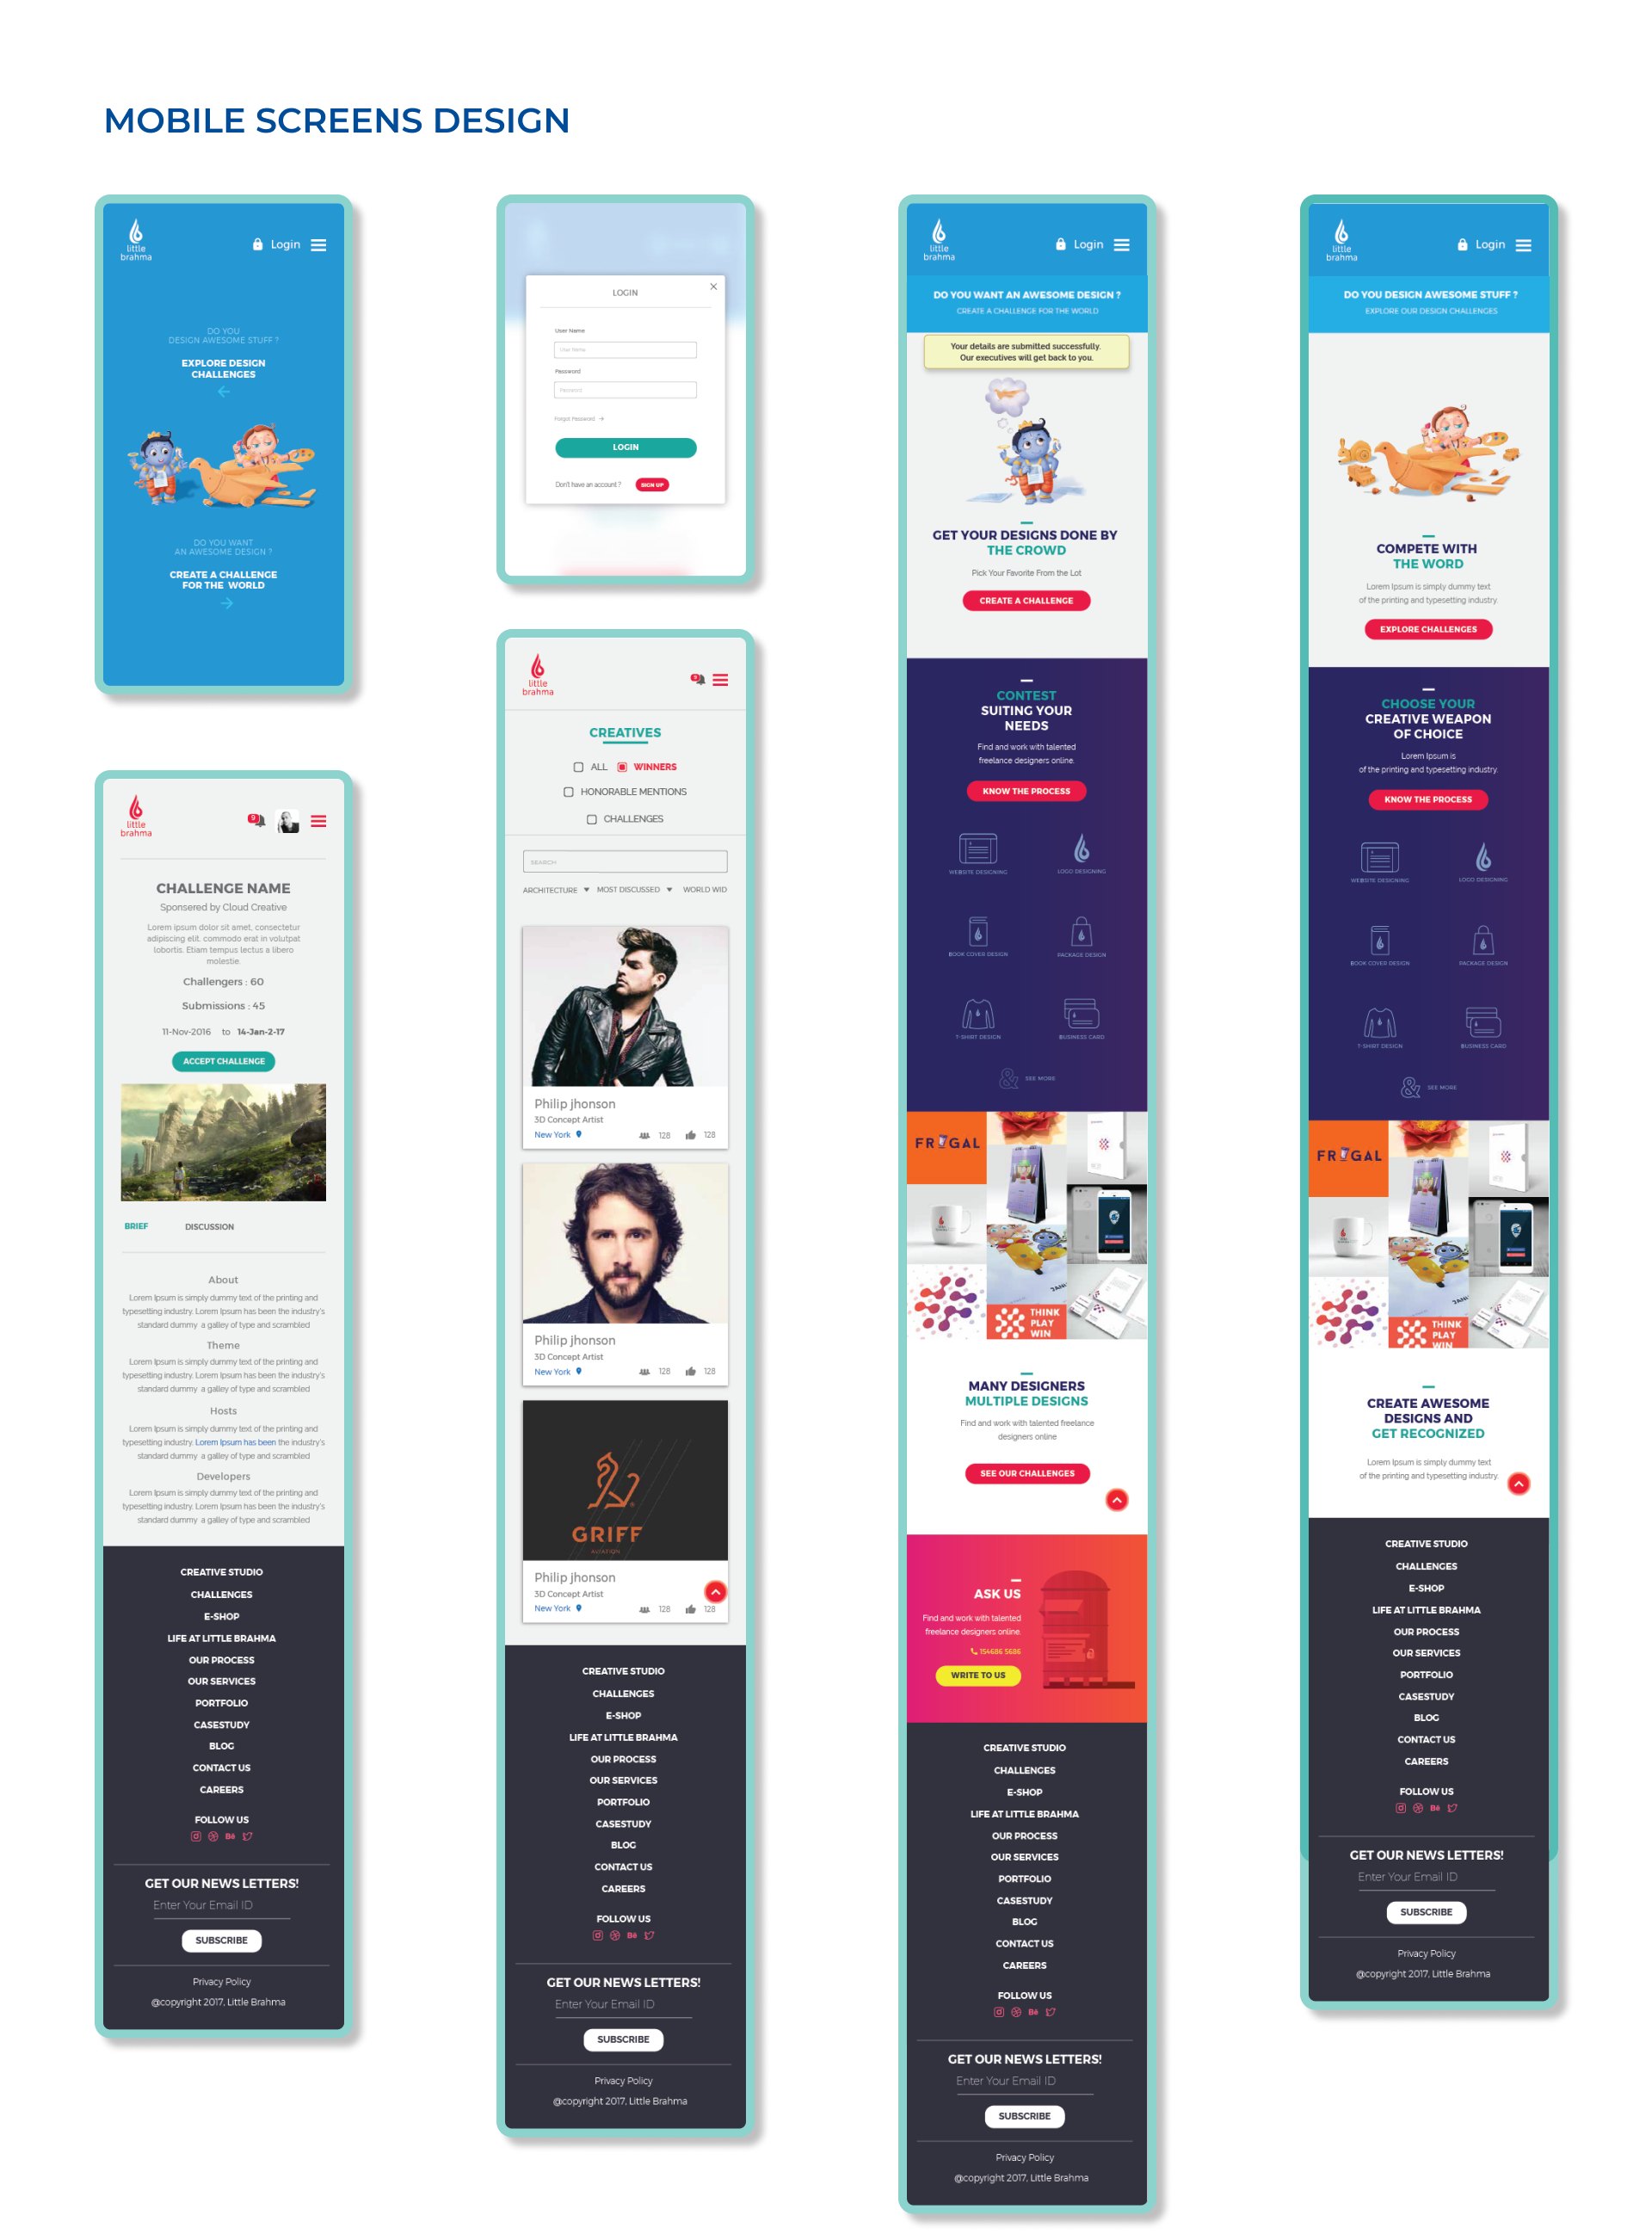 MOBILE SCREENS DESIGN
little
brahma
Login
DO YOU
DESIGN AWESOME STUFF ?
EXPLORE DESIGN
CHALLENGES
DO YOU WANT
AN AWESOME DESIGN ?
CREATE A CHALLENGE
FOR THE WORLD
little
brahma
9
CHALLENGE NAME
Sponsered by Cloud Creative
Lorem ipsum dolor sit amet, consectetur
adipiscing elit. commodo erat in volutpat
lobortis. Etiam tempus lectus a libero
molestie.
Challengers : 60
Submissions : 45
11-Nov-2016 to 14-Jan-2-17
ACCEPT CHALLENGE
BRIEF DISCUSSION
About
Lorem Ipsum is simply dummy text of the printing and
typesetting industry. Lorem Ipsum has been the industry's
standard dummy a galley of type and scrambled
Theme
Lorem Ipsum is simply dummy text of the printing and
typesetting industry. Lorem Ipsum has been the industry's
standard dummy a galley of type and scrambled
Hosts
Lorem Ipsum is simply dummy text of the printing and
typesetting industry. Lorem Ipsum has been the industry's
standard dummy a galley of type and scrambled
Developers
Lorem Ipsum is simply dummy text of the printing and
typesetting industry. Lorem Ipsum has been the industry's
standard dummy a galley of type and scrambled
CREATIVE STUDIO
CHALLENGES
E-SHOP
LIFE AT LITTLE BRAHMA
OUR PROCESS
OUR SERVICES
PORTFOLIO
CASESTUDY
BLOG
CONTACT US
CAREERS
FOLLOW US
Bē
GET OUR NEWS LETTERS!
Enter Your Email ID
SUBSCRIBE
Privacy Policy
@copyright 2017, Little Brahma
LOGIN
User Name
User Name
Password
Password
Forgot Password
LOGIN
Don't have an account ? SIGN UP
little
brahma
9
CREATIVES
ALL WINNERS
HONORABLE MENTIONS
CHALLENGES
SEARCH
ARCHITECTURE MOST DISCUSSED WORLD WID
Philip jhonson
3D Concept Artist
New York 128 128
Philip jhonson
3D Concept Artist
New York 128 128
GRIFF
AVIATION
Philip jhonson
3D Concept Artist
New York 128 128
CREATIVE STUDIO
CHALLENGES
E-SHOP
LIFE AT LITTLE BRAHMA
OUR PROCESS
OUR SERVICES
PORTFOLIO
CASESTUDY
BLOG
CONTACT US
CAREERS
FOLLOW US
Bē
GET OUR NEWS LETTERS!
Enter Your Email ID
SUBSCRIBE
Privacy Policy
@copyright 2017, Little Brahma
little
brahma
Login
DO YOU WANT AN AWESOME DESIGN ?
CREATE A CHALLENGE FOR THE WORLD
Your details are submitted successfully.
Our executives will get back to you.
GET YOUR DESIGNS DONE BY
THE CROWD
Pick Your Favorite From the Lot
CREATE A CHALLENGE
CONTEST
SUITING YOUR
NEEDS
Find and work with talented
freelance designers online.
KNOW THE PROCESS
WEBSITE DESIGNING LOGO DESIGNING
BOOK COVER DESIGN PACKAGE DESIGN
T-SHIRT DESIGN BUSINESS CARD
& SEE MORE
FRUGAL
THINK
PLAY
WIN
MANY DESIGNERS
MULTIPLE DESIGNS
Find and work with talented freelance
designers online
SEE OUR CHALLENGES
ASK US
Find and work with talented
freelance designers online.
154686 5686
WRITE TO US
CREATIVE STUDIO
CHALLENGES
E-SHOP
LIFE AT LITTLE BRAHMA
OUR PROCESS
OUR SERVICES
PORTFOLIO
CASESTUDY
BLOG
CONTACT US
CAREERS
FOLLOW US
Bē
GET OUR NEWS LETTERS!
Enter Your Email ID
SUBSCRIBE
Privacy Policy
@copyright 2017, Little Brahma
little
brahma
Login
DO YOU DESIGN AWESOME STUFF ?
EXPLORE OUR DESIGN CHALLENGES
COMPETE WITH
THE WORD
Lorem Ipsum is simply dummy text
of the printing and typesetting industry.
EXPLORE CHALLENGES
CHOOSE YOUR
CREATIVE WEAPON
OF CHOICE
Lorem Ipsum is
of the printing and typesetting industry.
KNOW THE PROCESS
WEBSITE DESIGNING LOGO DESIGNING
BOOK COVER DESIGN PACKAGE DESIGN
T-SHIRT DESIGN BUSINESS CARD
& SEE MORE
FRUGAL
THINK
PLAY
WIN
CREATE AWESOME
DESIGNS AND
GET RECOGNIZED
Lorem Ipsum is simply dummy text
of the printing and typesetting industry.
CREATIVE STUDIO
CHALLENGES
E-SHOP
LIFE AT LITTLE BRAHMA
OUR PROCESS
OUR SERVICES
PORTFOLIO
CASESTUDY
BLOG
CONTACT US
CAREERS
FOLLOW US
Bē
GET OUR NEWS LETTERS!
Enter Your Email ID
SUBSCRIBE
Privacy Policy
@copyright 2017, Little Brahma